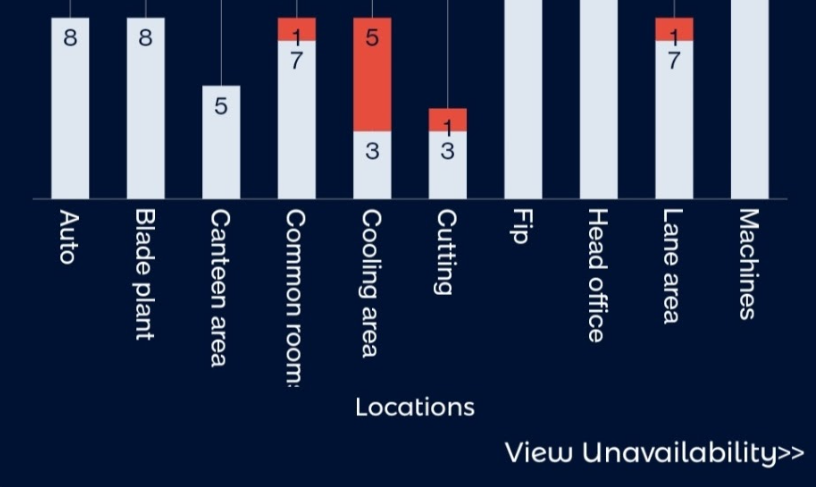 8 8 1 5 1
7 7
5
1
3 3
Auto
Blade plant
Canteen area
Common rooms
Cooling area
Cutting
Fip
Head office
Lane area
Machines
Locations
View Unavailability>>